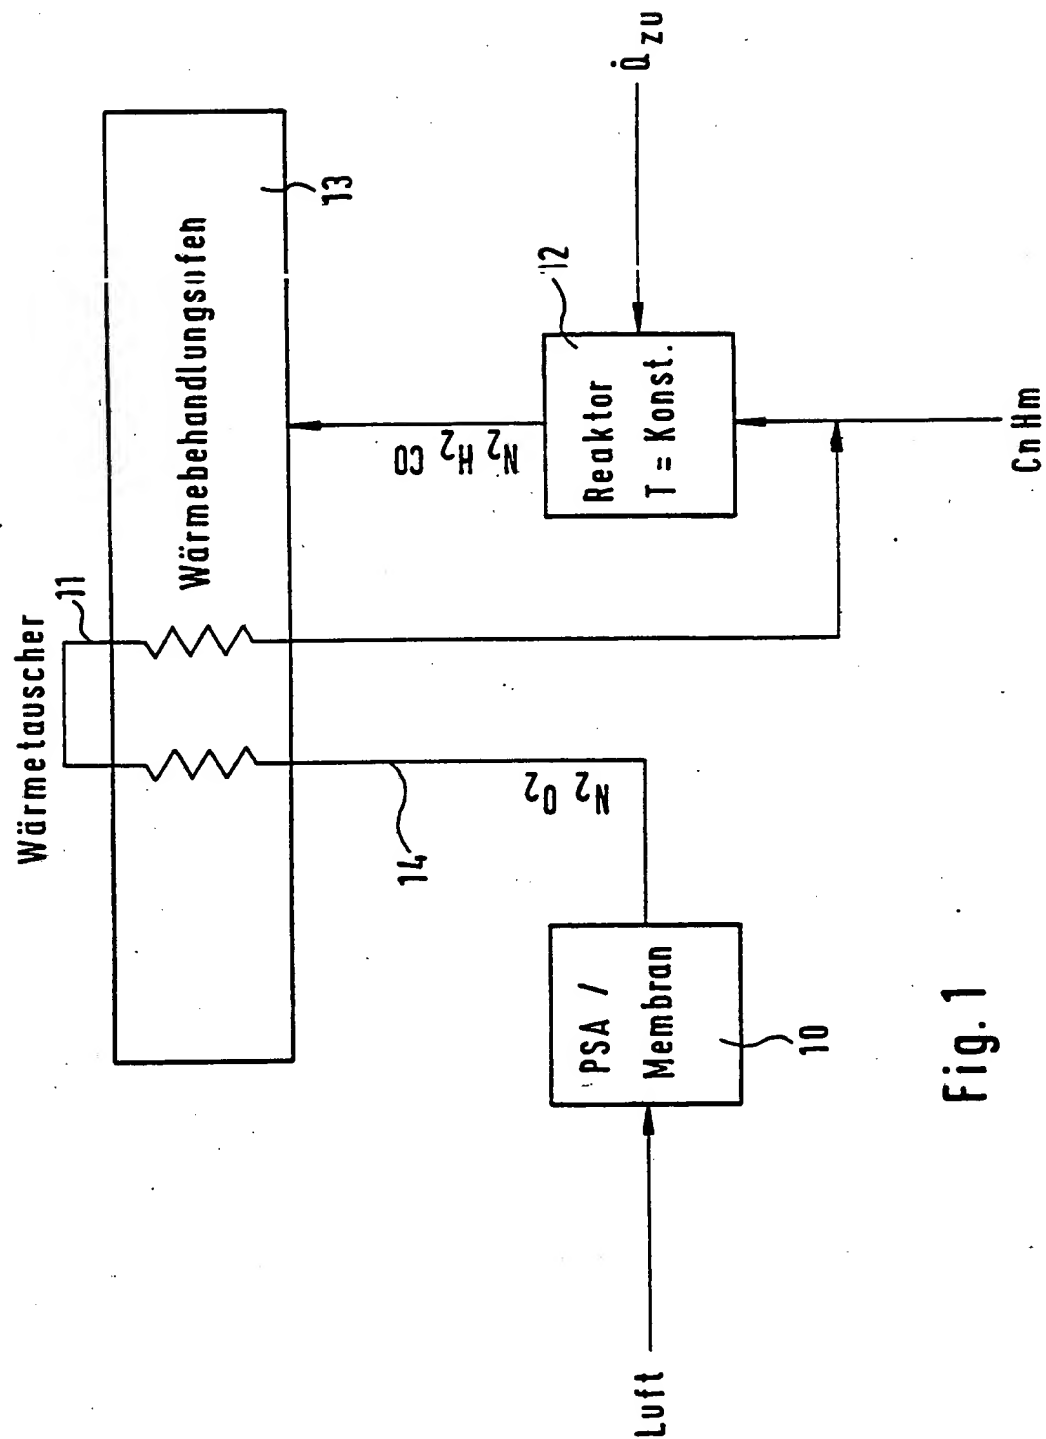 Wärmetauscher
11
Wärmebehandlungsofen
13
14
N2 O2
N2 H2 CO
12
Reaktor
T = Konst.
Q̇zu
Luft
PSA /
Membran
10
CnHm
Fig. 1